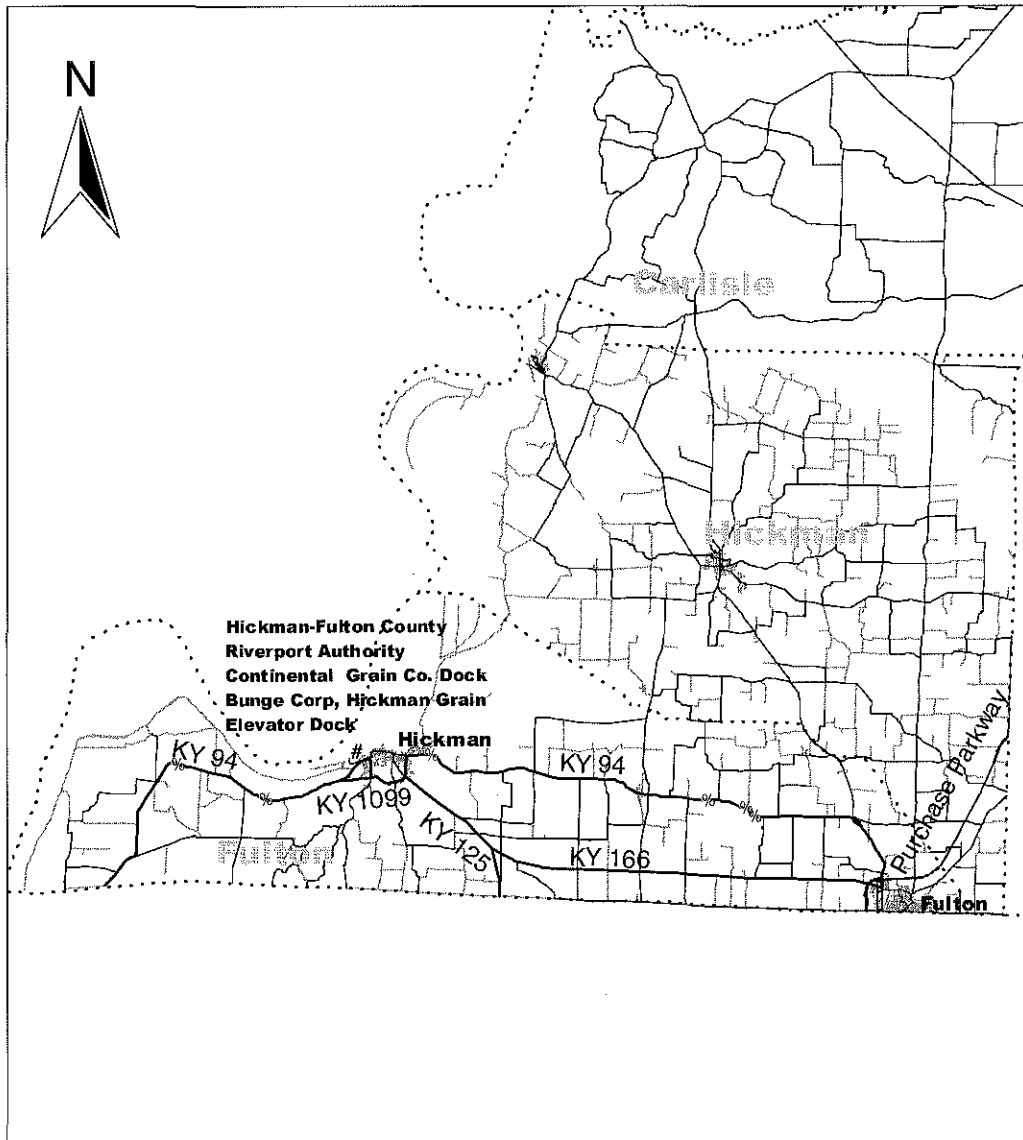 N
Carlisle
Hickman
Hickman-Fulton County
Riverport Authority
Continental Grain Co. Dock
Bunge Corp, Hickman Grain
Elevator Dock
#
Hickman
%
KY 94
%
%
KY 1099
KY 94
%
%
%%
KY 125
KY 166
Purchase Parkway
Fulton
Fulton